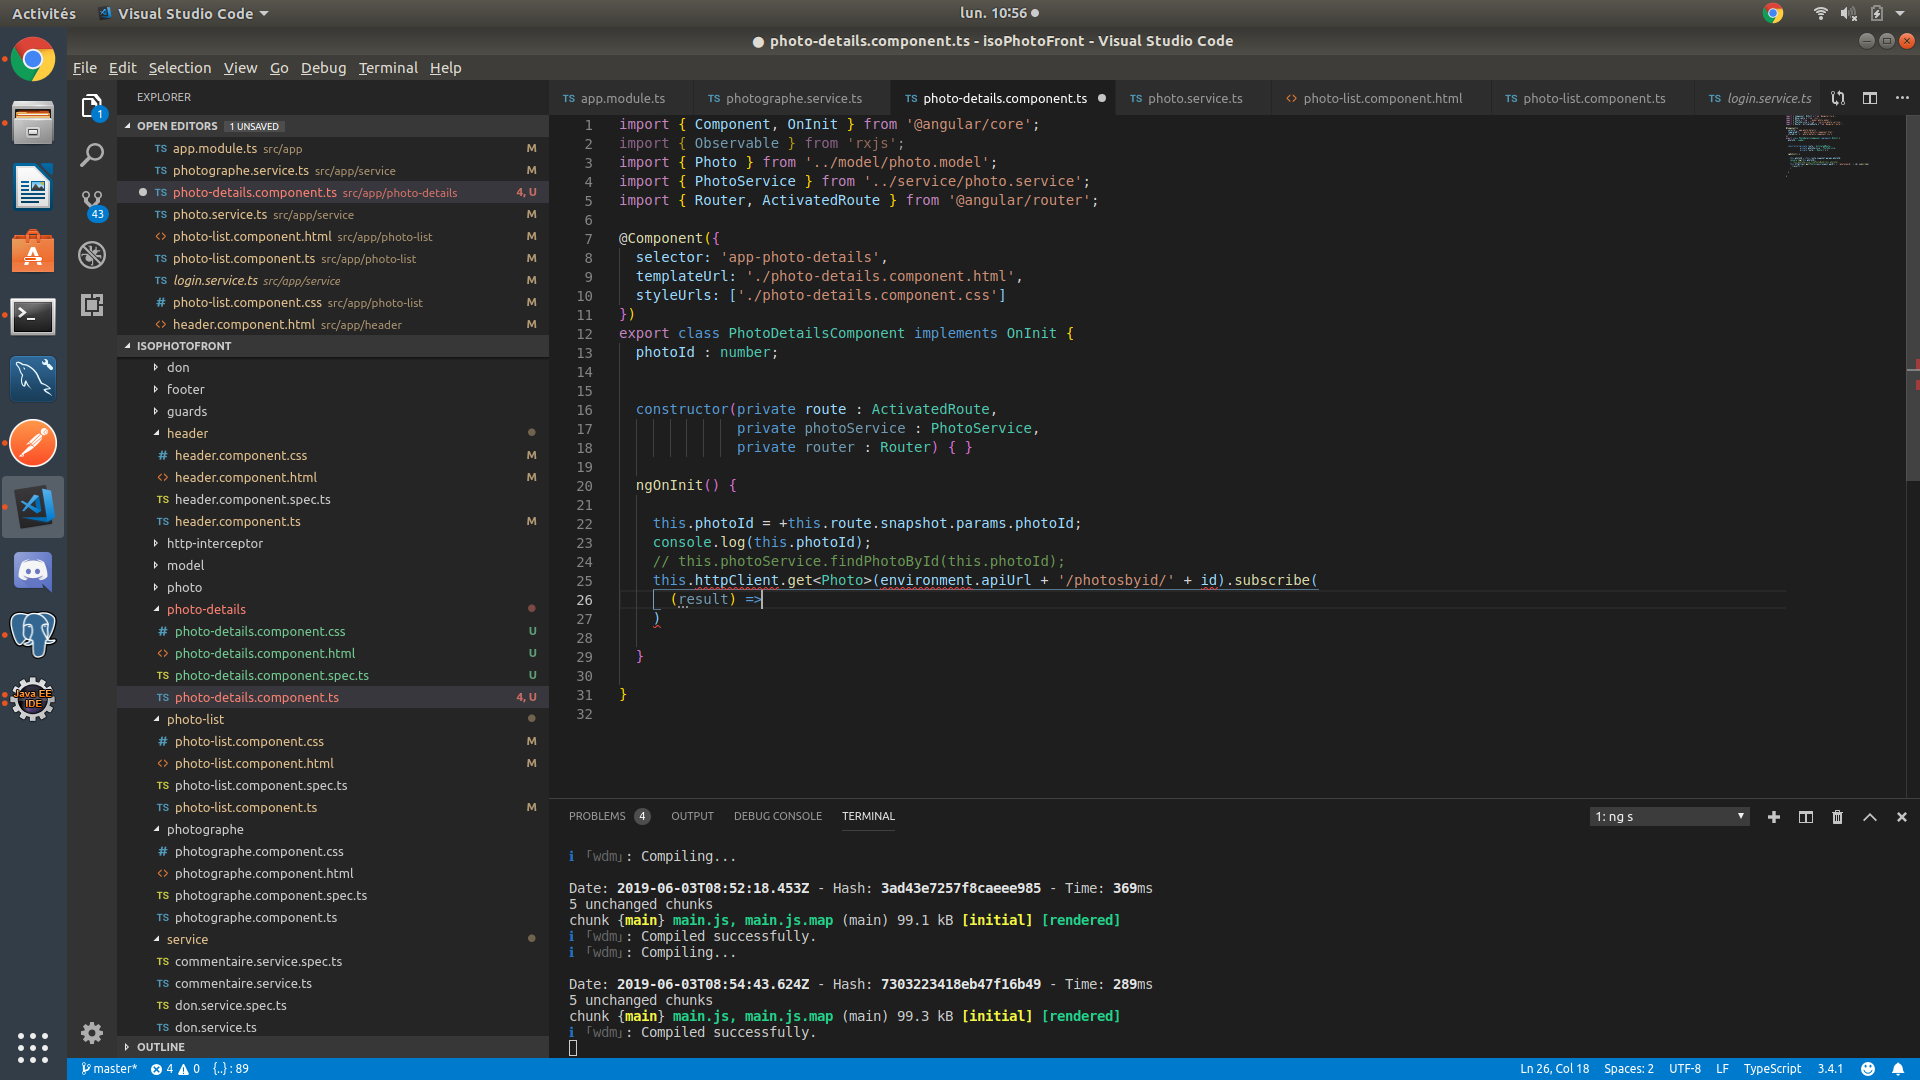 Activités
Visual Studio Code
lun. 10:56
● photo-details.component.ts - isoPhotoFront - Visual Studio Code
File Edit Selection View Go Debug Terminal Help
1
43
EXPLORER
OPEN EDITORS 1 UNSAVED
TS app.module.ts src/app M
TS photographe.service.ts src/app/service M
TS photo-details.component.ts src/app/photo-details 4, U
TS photo.service.ts src/app/service M
<> photo-list.component.html src/app/photo-list M
TS photo-list.component.ts src/app/photo-list M
TS login.service.ts src/app/service M
# photo-list.component.css src/app/photo-list M
<> header.component.html src/app/header M
ISOPHOTOFRONT
don
footer
guards
header
# header.component.css M
<> header.component.html M
TS header.component.spec.ts
TS header.component.ts M
http-interceptor
model
photo
photo-details
# photo-details.component.css U
<> photo-details.component.html U
TS photo-details.component.spec.ts U
TS photo-details.component.ts 4, U
photo-list
# photo-list.component.css M
<> photo-list.component.html M
TS photo-list.component.spec.ts
TS photo-list.component.ts M
photographe
# photographe.component.css
<> photographe.component.html
TS photographe.component.spec.ts
TS photographe.component.ts
service
TS commentaire.service.spec.ts
TS commentaire.service.ts
TS don.service.spec.ts
TS don.service.ts
OUTLINE
Java EE
IDE
TS app.module.ts
TS photographe.service.ts
TS photo-details.component.ts
TS photo.service.ts
<> photo-list.component.html
TS photo-list.component.ts
TS login.service.ts
1 import { Component, OnInit } from '@angular/core';
2 import { Observable } from 'rxjs';
3 import { Photo } from '../model/photo.model';
4 import { PhotoService } from '../service/photo.service';
5 import { Router, ActivatedRoute } from '@angular/router';
6
7 @Component({
8 selector: 'app-photo-details',
9 templateUrl: './photo-details.component.html',
10 styleUrls: ['./photo-details.component.css']
11 })
12 export class PhotoDetailsComponent implements OnInit {
13 photoId : number;
14
15
16 constructor(private route : ActivatedRoute,
17 private photoService : PhotoService,
18 private router : Router) { }
19
20 ngOnInit() {
21
22 this.photoId = +this.route.snapshot.params.photoId;
23 console.log(this.photoId);
24 // this.photoService.findPhotoById(this.photoId);
25 this.httpClient.get<Photo>(environment.apiUrl + '/photosbyid/' + id).subscribe(
26 (result) =>
27 )
28
29 }
30
31 }
32
PROBLEMS 4 OUTPUT DEBUG CONSOLE TERMINAL
1: ng s
ℹ ｢wdm｣: Compiling...
Date: 2019-06-03T08:52:18.453Z - Hash: 3ad43e7257f8caeee985 - Time: 369ms
5 unchanged chunks
chunk {main} main.js, main.js.map (main) 99.1 kB [initial] [rendered]
ℹ ｢wdm｣: Compiled successfully.
ℹ ｢wdm｣: Compiling...
Date: 2019-06-03T08:54:43.624Z - Hash: 7303223418eb47f16b49 - Time: 289ms
5 unchanged chunks
chunk {main} main.js, main.js.map (main) 99.3 kB [initial] [rendered]
ℹ ｢wdm｣: Compiled successfully.
master* 4 0 {..} : 89
Ln 26, Col 18 Spaces: 2 UTF-8 LF TypeScript 3.4.1